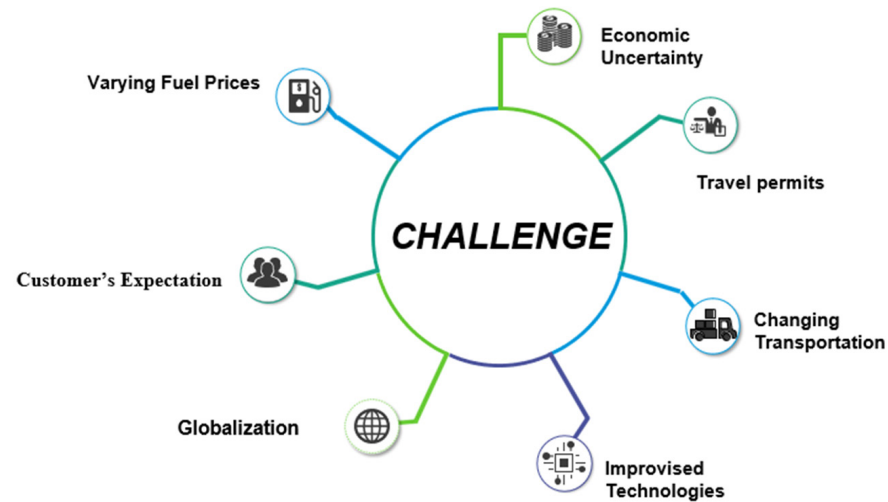 Economic
Uncertainty
Varying Fuel Prices
Travel permits
CHALLENGE
Customer’s Expectation
Changing
Transportation
Globalization
Improvised
Technologies